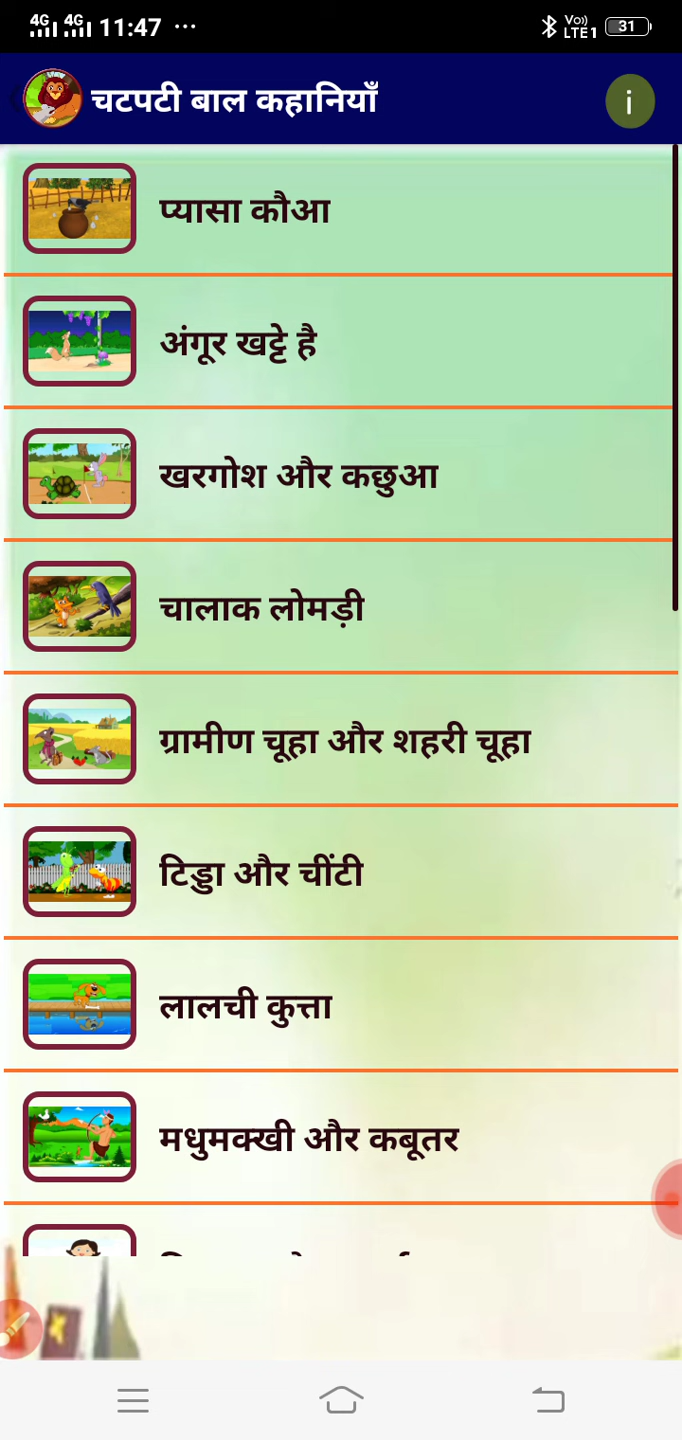 4G 4G 11:47 ... Vo)) LTE1 31
चटपटी बाल कहानियाँ i
प्यासा कौआ
अंगूर खट्टे है
खरगोश और कछुआ
चालाक लोमड़ी
ग्रामीण चूहा और शहरी चूहा
टिड्डा और चींटी
लालची कुत्ता
मधुमक्खी और कबूतर